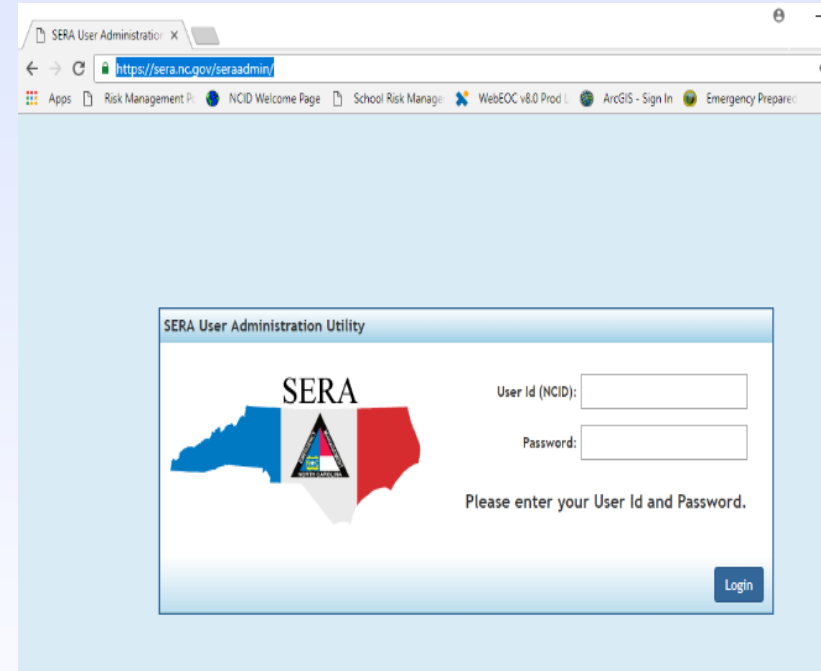 SERA User Administration
https://sera.nc.gov/seraadmin/
Apps Risk Management NCID Welcome Page School Risk Manage WebEOC v8.0 Prod ArcGIS - Sign In Emergency Prepared
SERA User Administration Utility
SERA
User Id (NCID):
Password:
NORTH CAROLINA
Please enter your User Id and Password.
Login